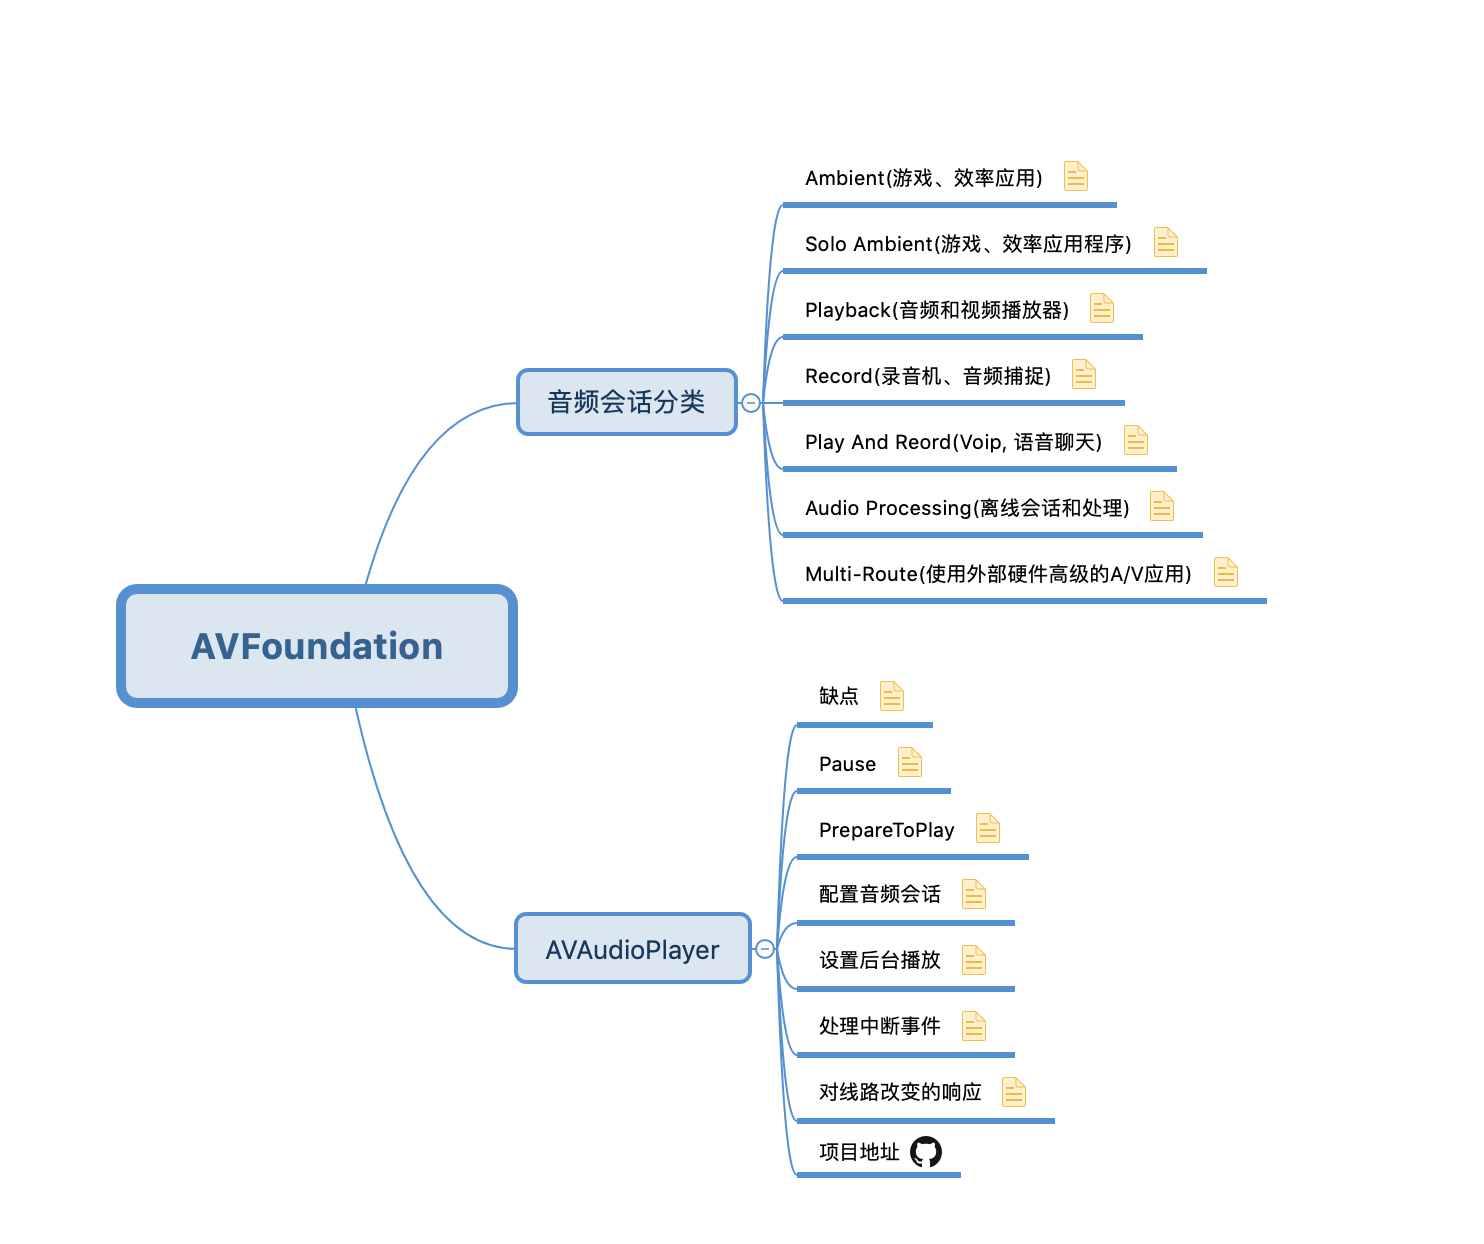 AVFoundation
音频会话分类
Ambient(游戏、效率应用)
Solo Ambient(游戏、效率应用程序)
Playback(音频和视频播放器)
Record(录音机、音频捕捉)
Play And Reord(Voip, 语音聊天)
Audio Processing(离线会话和处理)
Multi-Route(使用外部硬件高级的A/V应用)
AVAudioPlayer
缺点
Pause
PrepareToPlay
配置音频会话
设置后台播放
处理中断事件
对线路改变的响应
项目地址